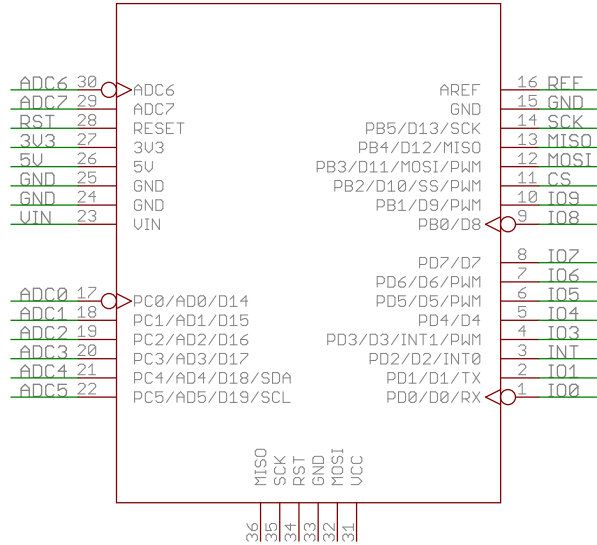 ADC6 30 ADC6 AREF 16 REF
ADC7 29 ADC7 GND 15 GND
RST 28 RESET PB5/D13/SCK 14 SCK
3V3 27 3V3 PB4/D12/MISO 13 MISO
5V 26 5V PB3/D11/MOSI/PWM 12 MOSI
GND 25 GND PB2/D10/SS/PWM 11 CS
GND 24 GND PB1/D9/PWM 10 IO9
VIN 23 VIN PB0/D8 9 IO8
PD7/D7 8 IO7
PD6/D6/PWM 7 IO6
ADC0 17 PC0/AD0/D14 PD5/D5/PWM 6 IO5
ADC1 18 PC1/AD1/D15 PD4/D4 5 IO4
ADC2 19 PC2/AD2/D16 PD3/D3/INT1/PWM 4 IO3
ADC3 20 PC3/AD3/D17 PD2/D2/INT0 3 INT
ADC4 21 PC4/AD4/D18/SDA PD1/D1/TX 2 IO1
ADC5 22 PC5/AD5/D19/SCL PD0/D0/RX 1 IO0
MISO SCK RST GND MOSI VCC
36 35 34 33 32 31